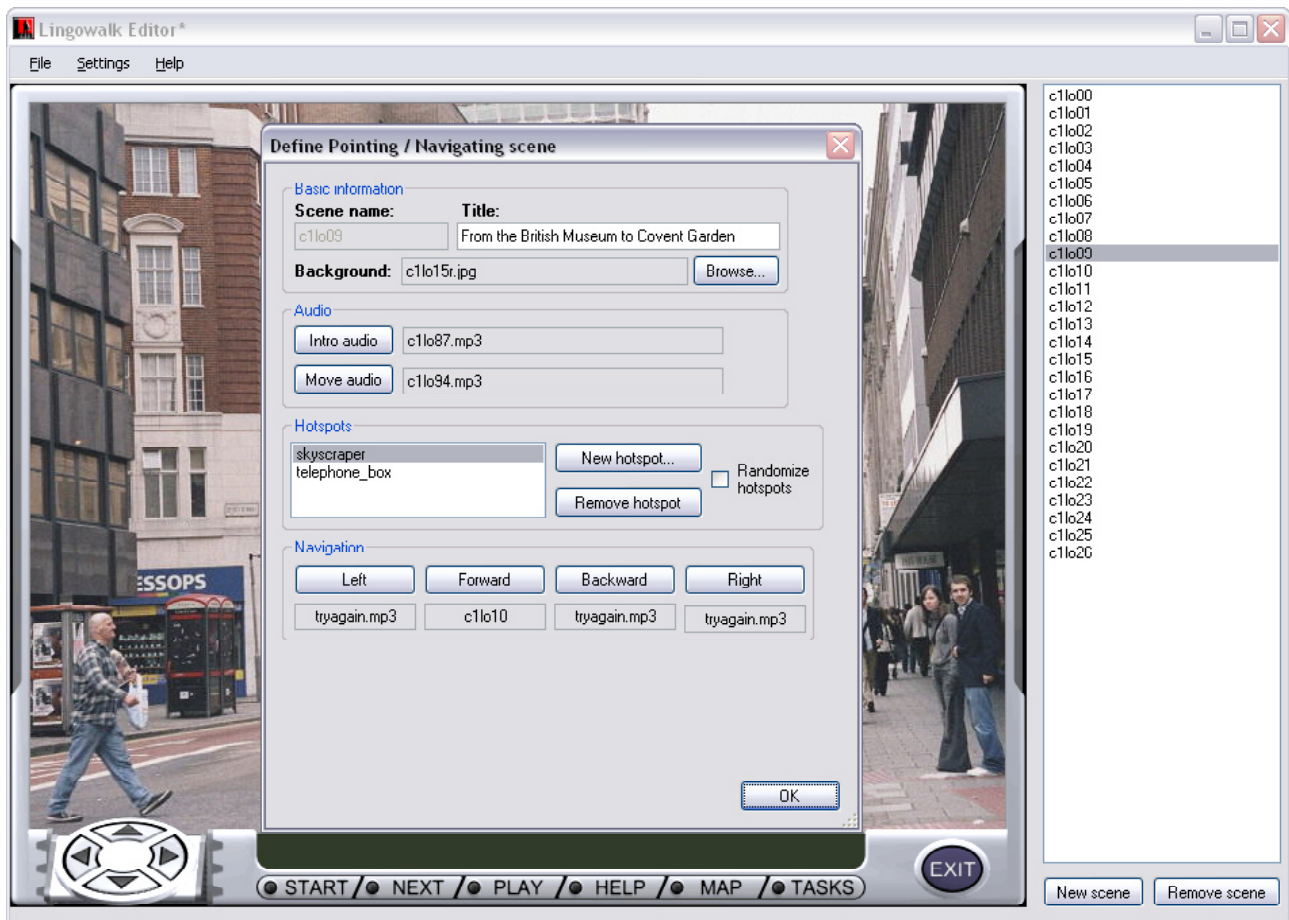 Lingowalk Editor*
File Settings Help
Define Pointing / Navigating scene
Basic information
Scene name: Title:
c1lo09 From the British Museum to Covent Garden
Background: c1lo15r.jpg Browse...
Audio
Intro audio c1lo87.mp3
Move audio c1lo94.mp3
Hotspots
skyscraper
telephone_box
New hotspot...
Remove hotspot
Randomize
hotspots
Navigation
Left Forward Backward Right
tryagain.mp3 c1lo10 tryagain.mp3 tryagain.mp3
OK
ESSOPS
EXIT
START NEXT PLAY HELP MAP TASKS
c1lo00
c1lo01
c1lo02
c1lo03
c1lo04
c1lo05
c1lo06
c1lo07
c1lo08
c1lo09
c1lo10
c1lo11
c1lo12
c1lo13
c1lo14
c1lo15
c1lo16
c1lo17
c1lo18
c1lo19
c1lo20
c1lo21
c1lo22
c1lo23
c1lo24
c1lo25
c1lo26
New scene Remove scene